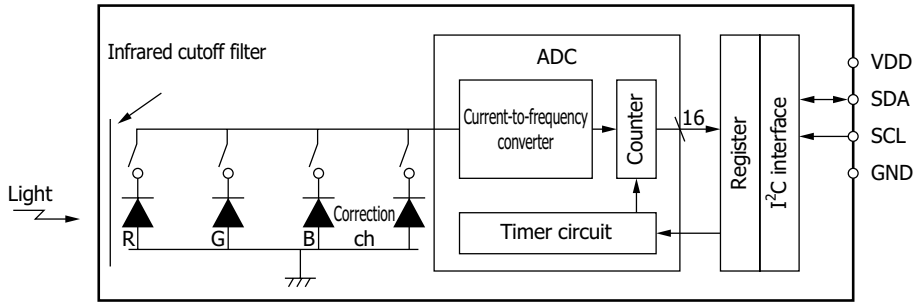 Infrared cutoff filter
ADC
VDD
SDA
SCL
GND
Current-to-frequency
converter
Counter
16
Register
I²C interface
Light
Correction
ch
R
G
B
Timer circuit